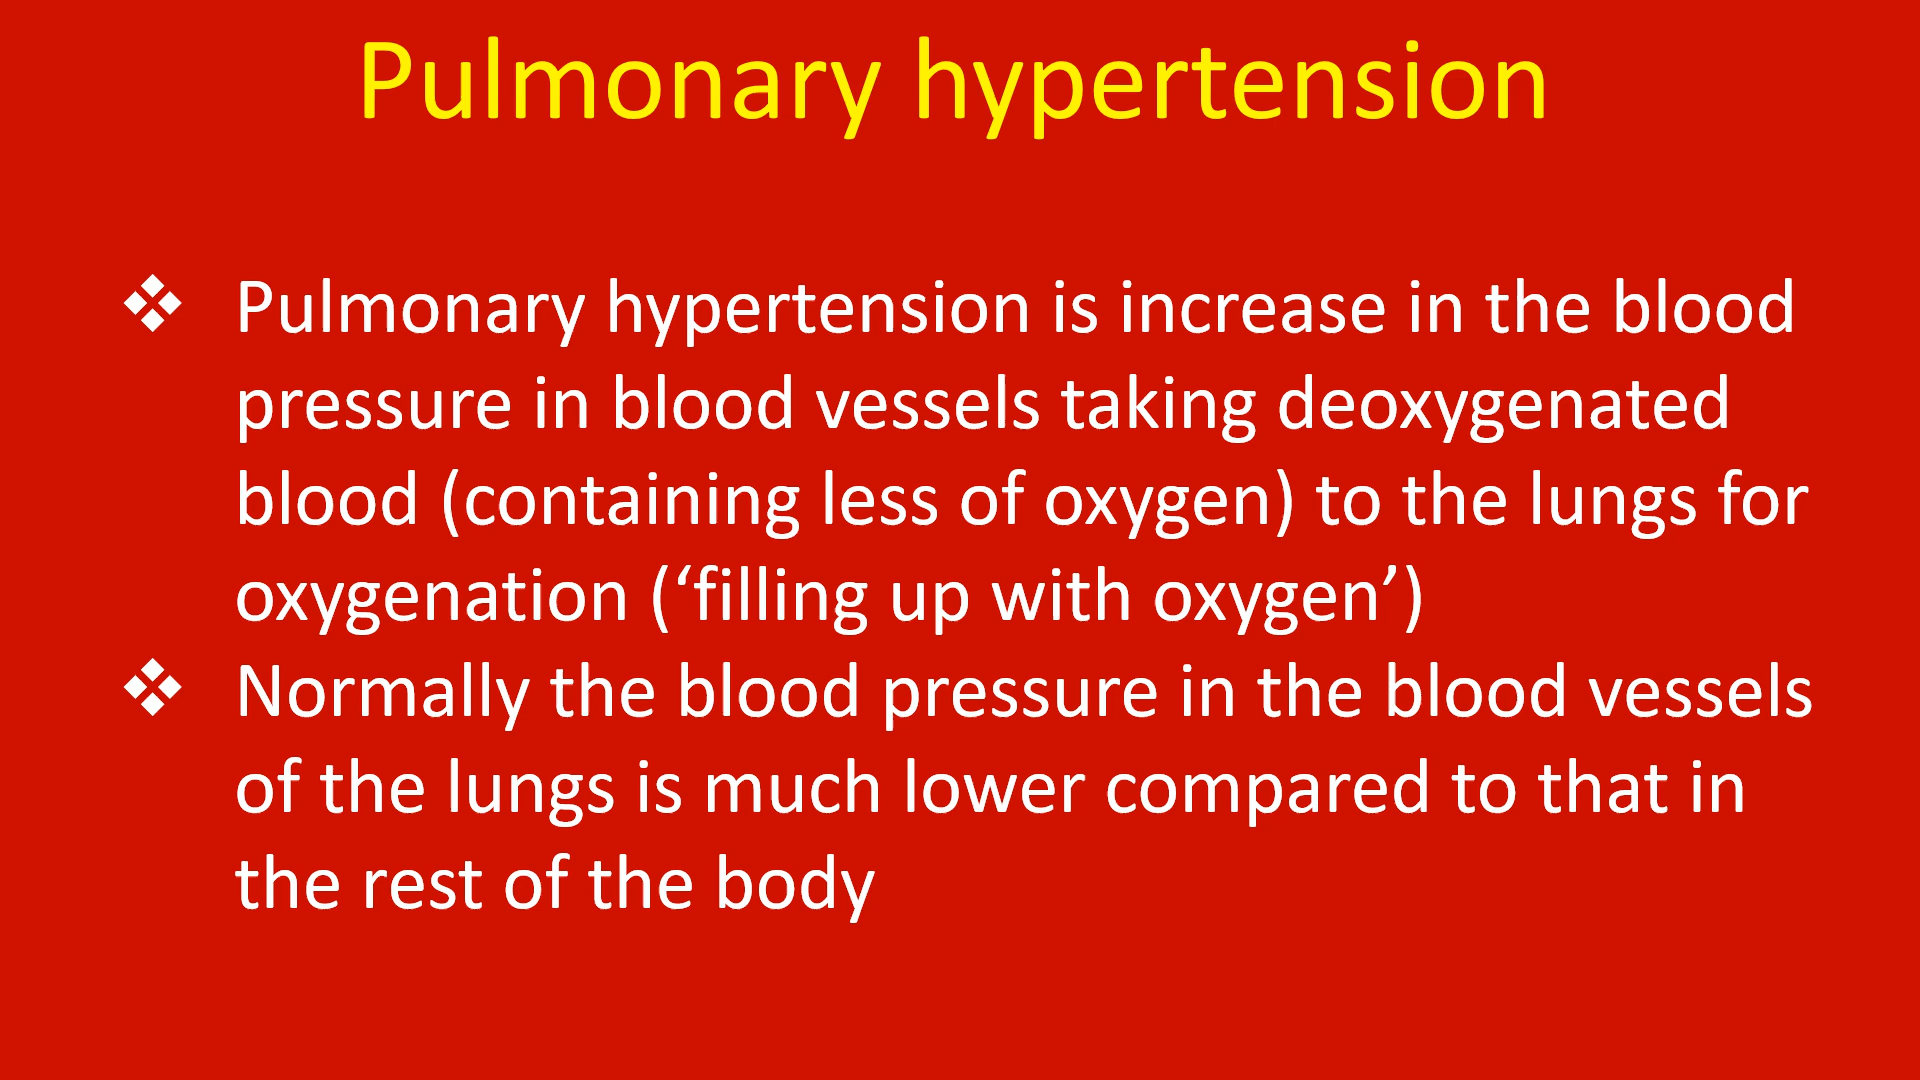 Pulmonary hypertension
❖ Pulmonary hypertension is increase in the blood
pressure in blood vessels taking deoxygenated
blood (containing less of oxygen) to the lungs for
oxygenation (‘filling up with oxygen’)
❖ Normally the blood pressure in the blood vessels
of the lungs is much lower compared to that in
the rest of the body